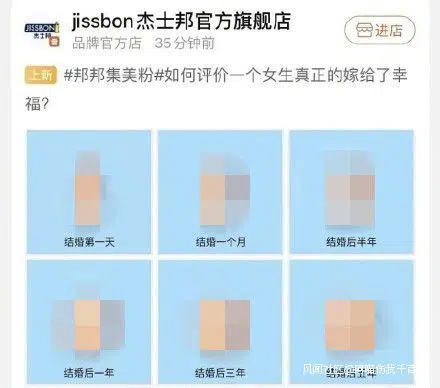 jissbon杰士邦官方旗舰店
JISSBON
杰士邦
品牌官方店 35分钟前
进店
上新 #邦邦集美粉#如何评价一个女生真正的嫁给了幸
福?
结婚第一天
结婚一个月
结婚后半年
结婚后一年
结婚后三年